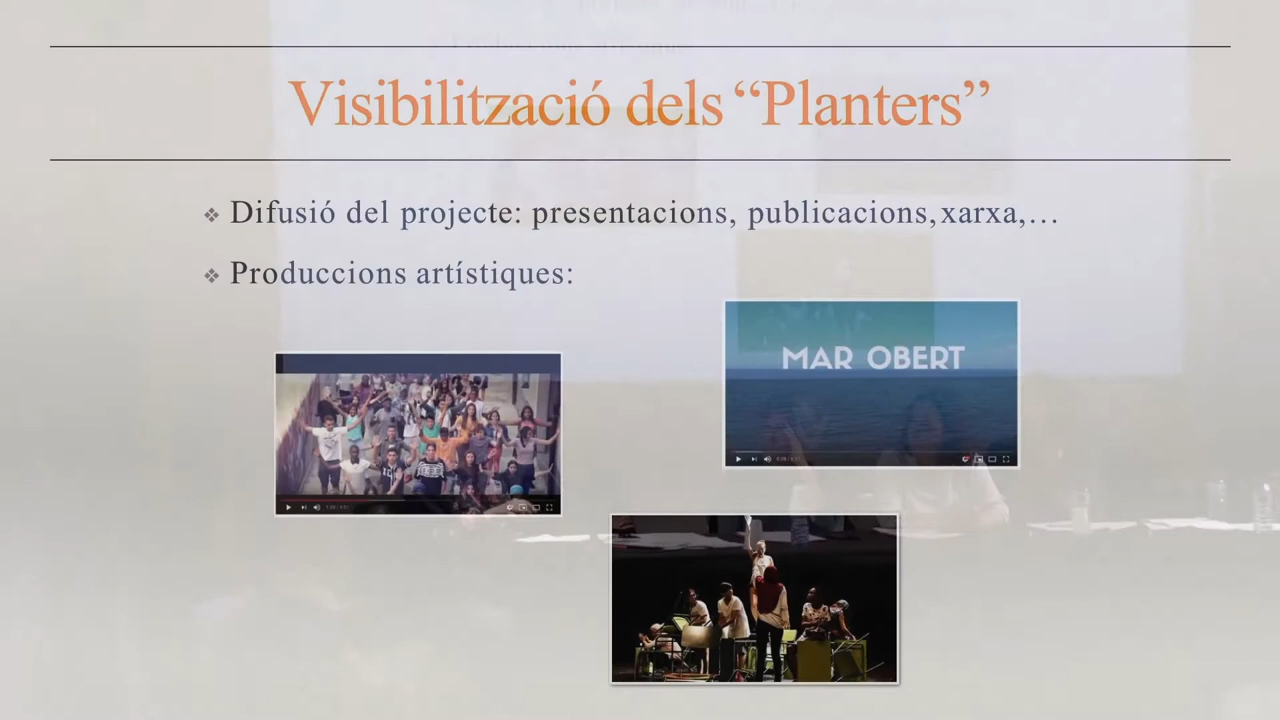 Visibilització dels “Planters”
❖ Difusió del projecte: presentacions, publicacions,xarxa,…
❖ Produccions artístiques:
MAR OBERT